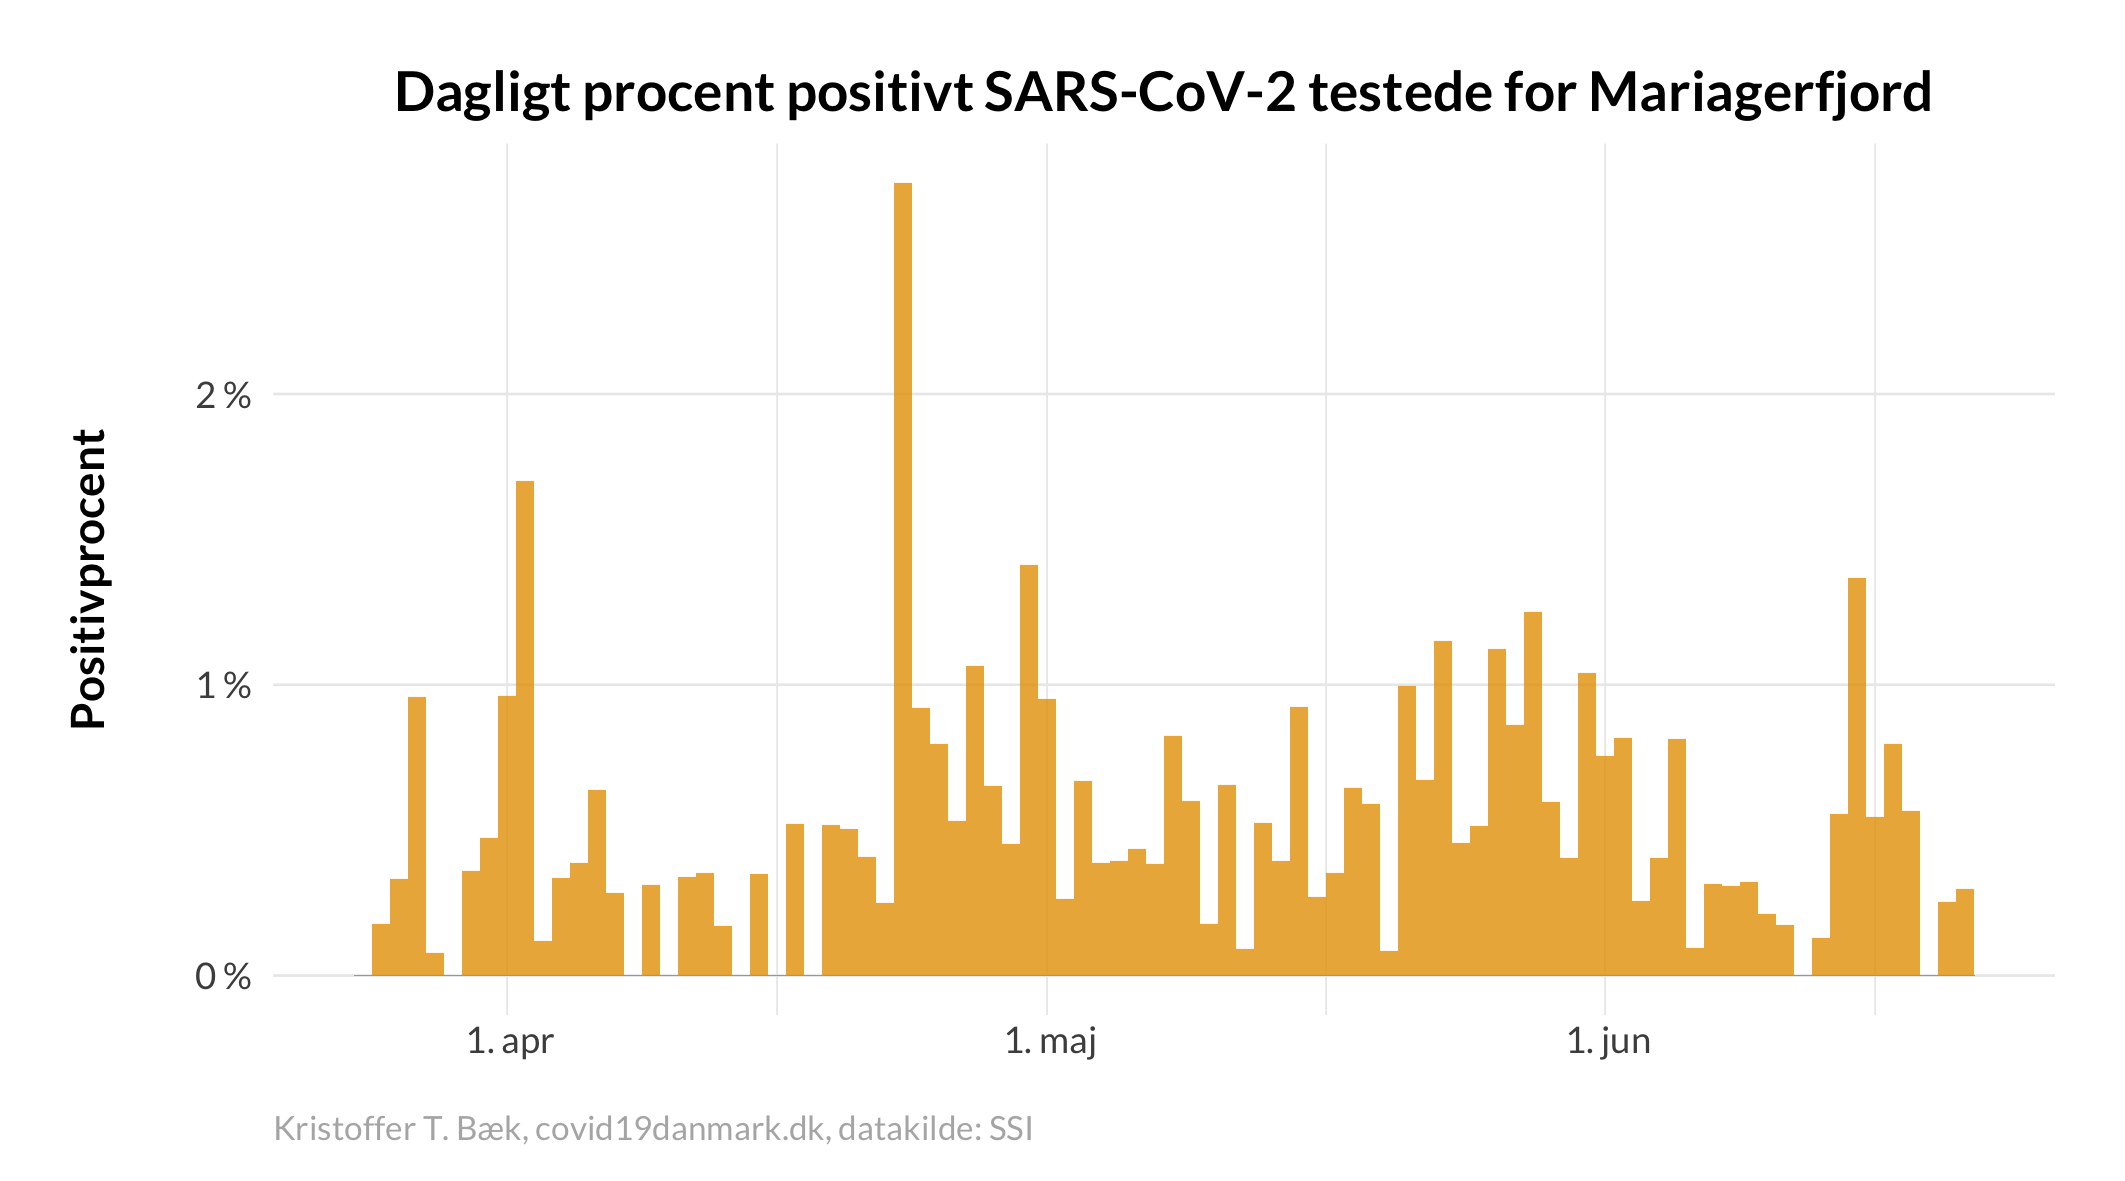 Dagligt procent positivt SARS-CoV-2 testede for Mariagerfjord
Positivprocent
2 %
1 %
0 %
1. apr
1. maj
1. jun
Kristoffer T. Bæk, covid19danmark.dk, datakilde: SSI